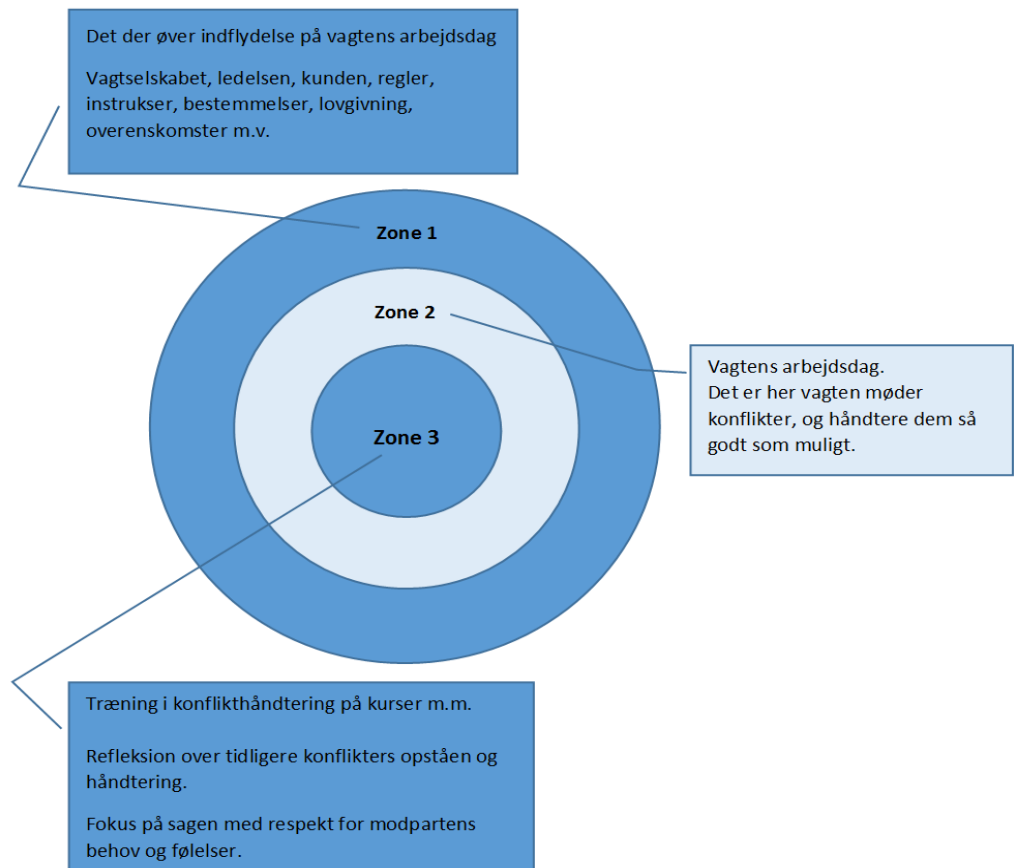 Det der øver indflydelse på vagtens arbejdsdag
Vagtselskabet, ledelsen, kunden, regler,
instrukser, bestemmelser, lovgivning,
overenskomster m.v.
Zone 1
Zone 2
Vagtens arbejdsdag.
Det er her vagten møder
konflikter, og håndtere dem så
godt som muligt.
Zone 3
Træning i konflikthåndtering på kurser m.m.
Refleksion over tidligere konflikters opståen og
håndtering.
Fokus på sagen med respekt for modpartens
behov og følelser.